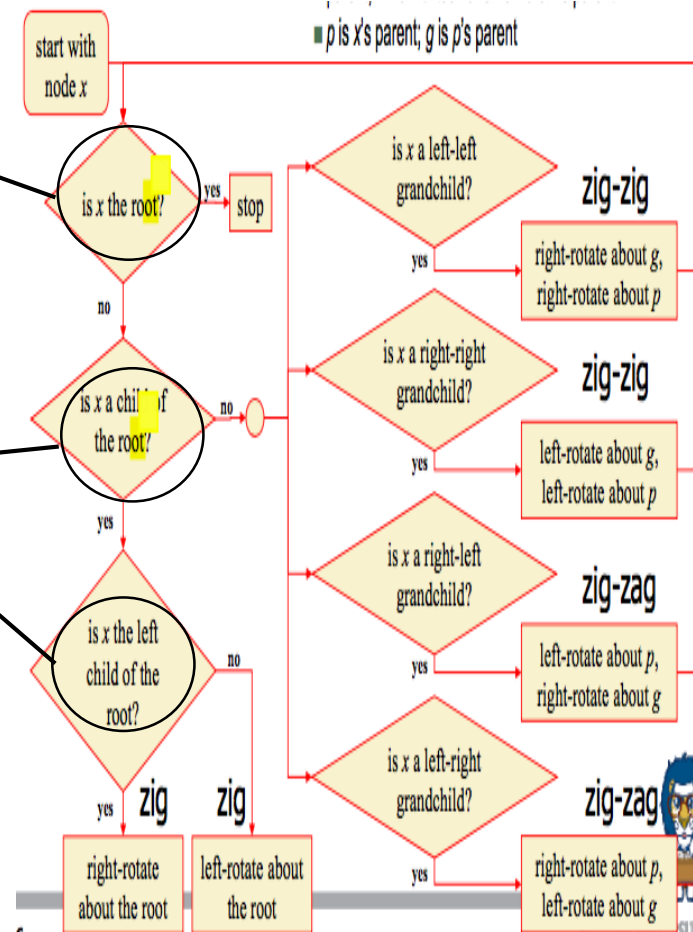 p is x's parent; g is p's parent
start with
node x
is x the root?
yes
stop
no
is x a child of
the root?
no
yes
is x the left
child of the
root?
no
yes
zig
zig
right-rotate
about the root
left-rotate about
the root
is x a left-left
grandchild?
zig-zig
yes
right-rotate about g,
right-rotate about p
is x a right-right
grandchild?
zig-zig
yes
left-rotate about g,
left-rotate about p
is x a right-left
grandchild?
zig-zag
yes
left-rotate about p,
right-rotate about g
is x a left-right
grandchild?
zig-zag
yes
right-rotate about p,
left-rotate about g